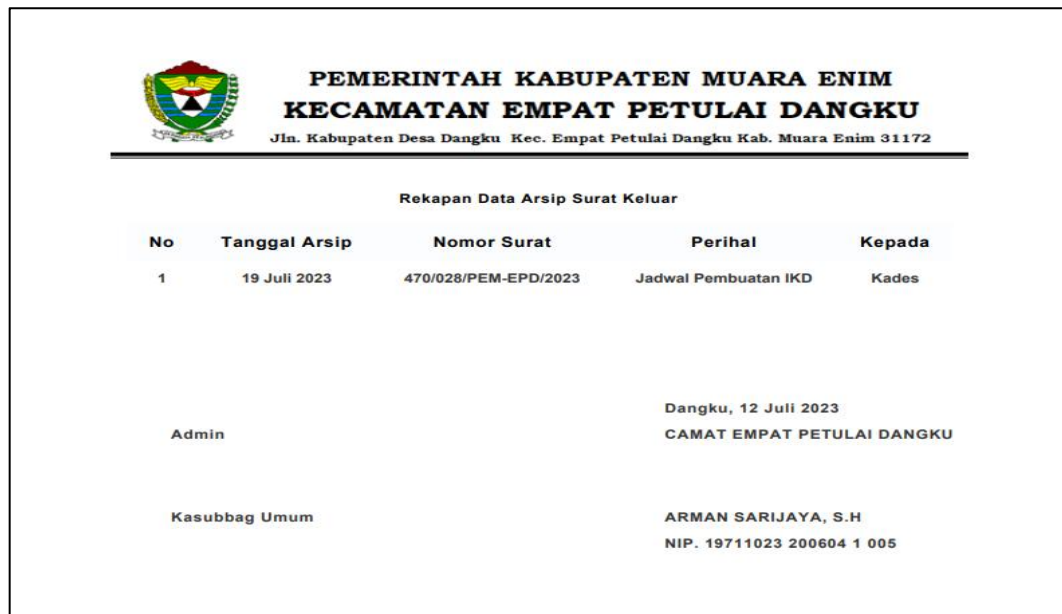 PEMERINTAH KABUPATEN MUARA ENIM
KECAMATAN EMPAT PETULAI DANGKU
Jln. Kabupaten Desa Dangku Kec. Empat Petulai Dangku Kab. Muara Enim 31172
Rekapan Data Arsip Surat Keluar
No Tanggal Arsip Nomor Surat Perihal Kepada
1 19 Juli 2023 470/028/PEM-EPD/2023 Jadwal Pembuatan IKD Kades
Dangku, 12 Juli 2023
Admin CAMAT EMPAT PETULAI DANGKU
Kasubbag Umum ARMAN SARIJAYA, S.H
NIP. 19711023 200604 1 005